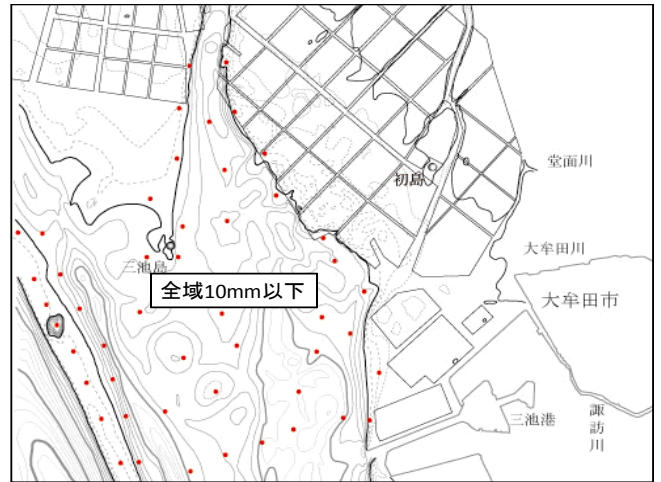 堂面川
初島
大牟田川
三池島
全域10mm以下
大牟田市
三池港
諏訪川